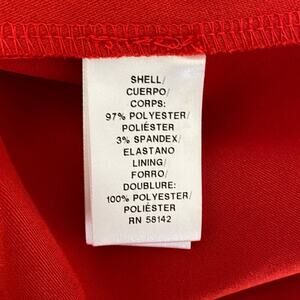 SHELL/
CUERPO/
CORPS:
97% POLYESTER/
POLIÉSTER
3% SPANDEX/
ELASTANO
LINING/
FORRO/
DOUBLURE:
100% POLYESTER/
POLIÉSTER
RN 58142